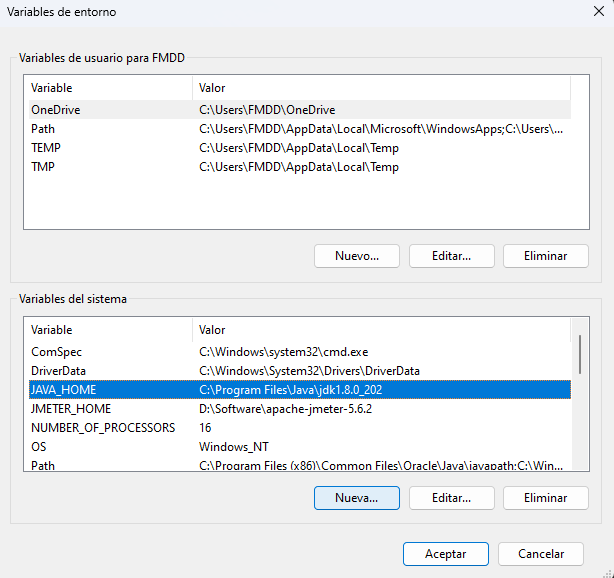 Variables de entorno
Variables de usuario para FMDD
Variable Valor
OneDrive C:\Users\FMDD\OneDrive
Path C:\Users\FMDD\AppData\Local\Microsoft\WindowsApps;C:\Users\...
TEMP C:\Users\FMDD\AppData\Local\Temp
TMP C:\Users\FMDD\AppData\Local\Temp
Nuevo... Editar... Eliminar
Variables del sistema
Variable Valor
ComSpec C:\Windows\system32\cmd.exe
DriverData C:\Windows\System32\Drivers\DriverData
JAVA_HOME C:\Program Files\Java\jdk1.8.0_202
JMETER_HOME D:\Software\apache-jmeter-5.6.2
NUMBER_OF_PROCESSORS 16
OS Windows_NT
Path C:\Program Files (x86)\Common Files\Oracle\Java\javapath;C:\Win...
Nueva... Editar... Eliminar
Aceptar Cancelar